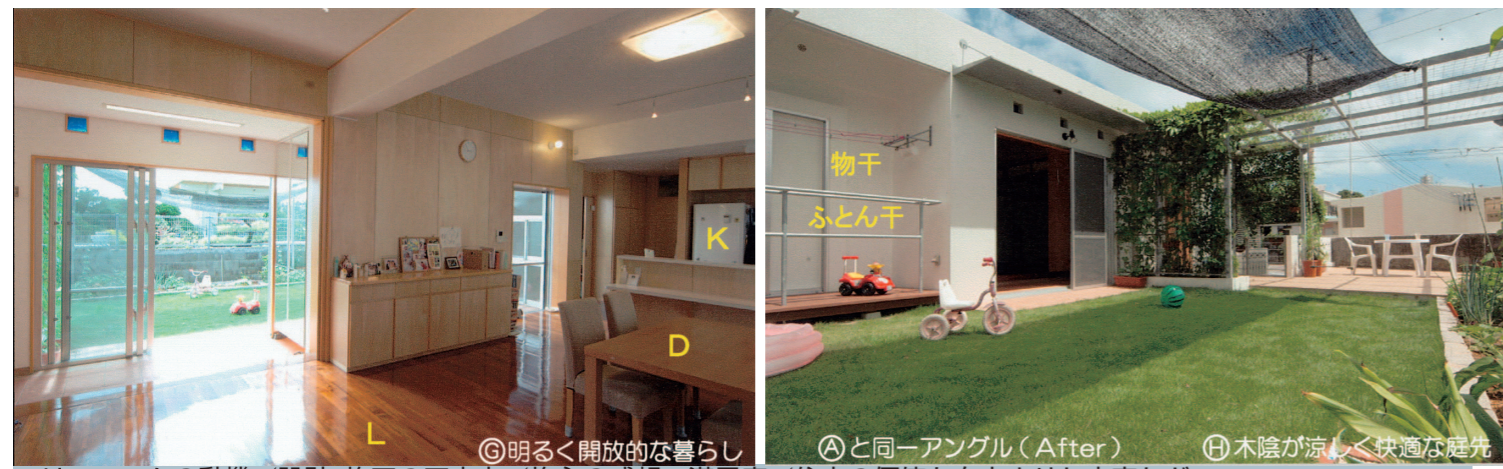 K
D
L
Ⓖ明るく開放的な暮らし
物干
ふとん干
Ⓐと同一アングル(After)
Ⓗ木陰が涼しく快適な庭先